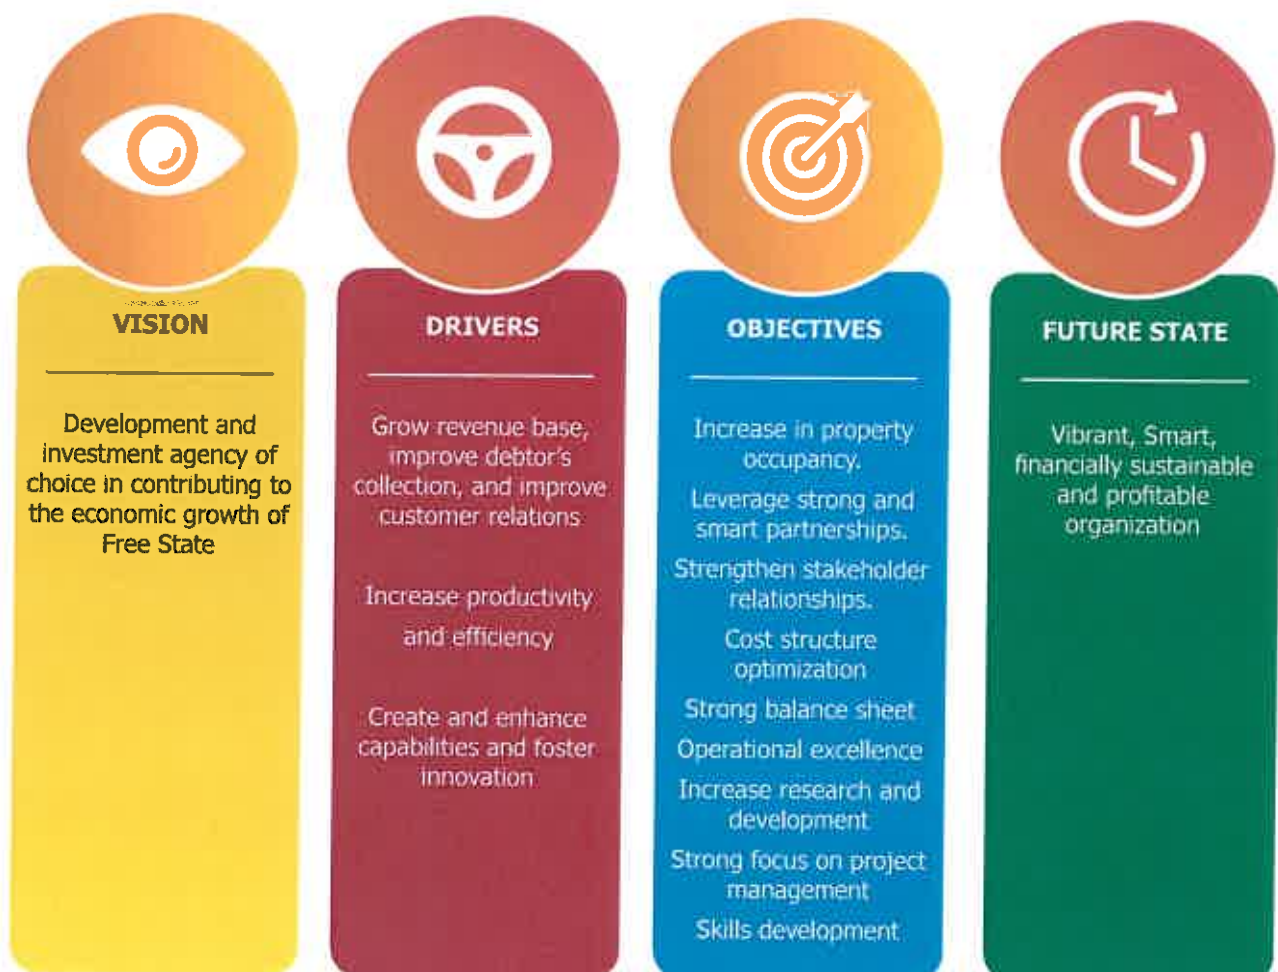 VISION
Development and
investment agency of
choice in contributing to
the economic growth of
Free State
DRIVERS
Grow revenue base,
improve debtor's
collection, and improve
customer relations
Increase productivity
and efficiency
Create and enhance
capabilities and foster
innovation
OBJECTIVES
Increase in property
occupancy.
Leverage strong and
smart partnerships.
Strengthen stakeholder
relationships.
Cost structure
optimization
Strong balance sheet
Operational excellence
Increase research and
development
Strong focus on project
management
Skills development
FUTURE STATE
Vibrant, Smart,
financially sustainable
and profitable
organization